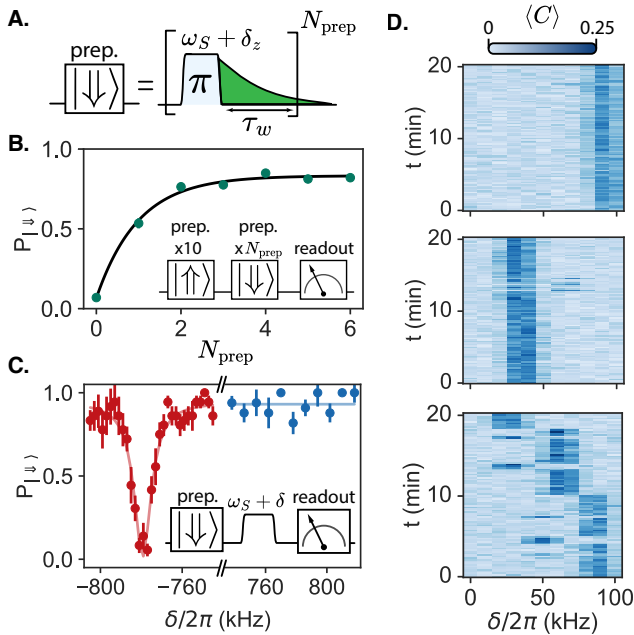 A.
prep.
|⇓⟩
=
ω_S + δ_z
π
τ_w
N_prep
B.
1.0
0.5
0.0
P_|⇓⟩
prep.
x10
|⇑⟩
prep.
xN_prep
|⇓⟩
readout
0 2 4 6
N_prep
C.
1.0
0.5
0.0
P_|⇓⟩
prep.
|⇓⟩
ω_S + δ
readout
−800 −760 760 800
δ/2π (kHz)
D.
⟨C⟩
0 0.25
20
10
0
t (min)
20
10
0
t (min)
20
10
0
t (min)
0 50 100
δ/2π (kHz)